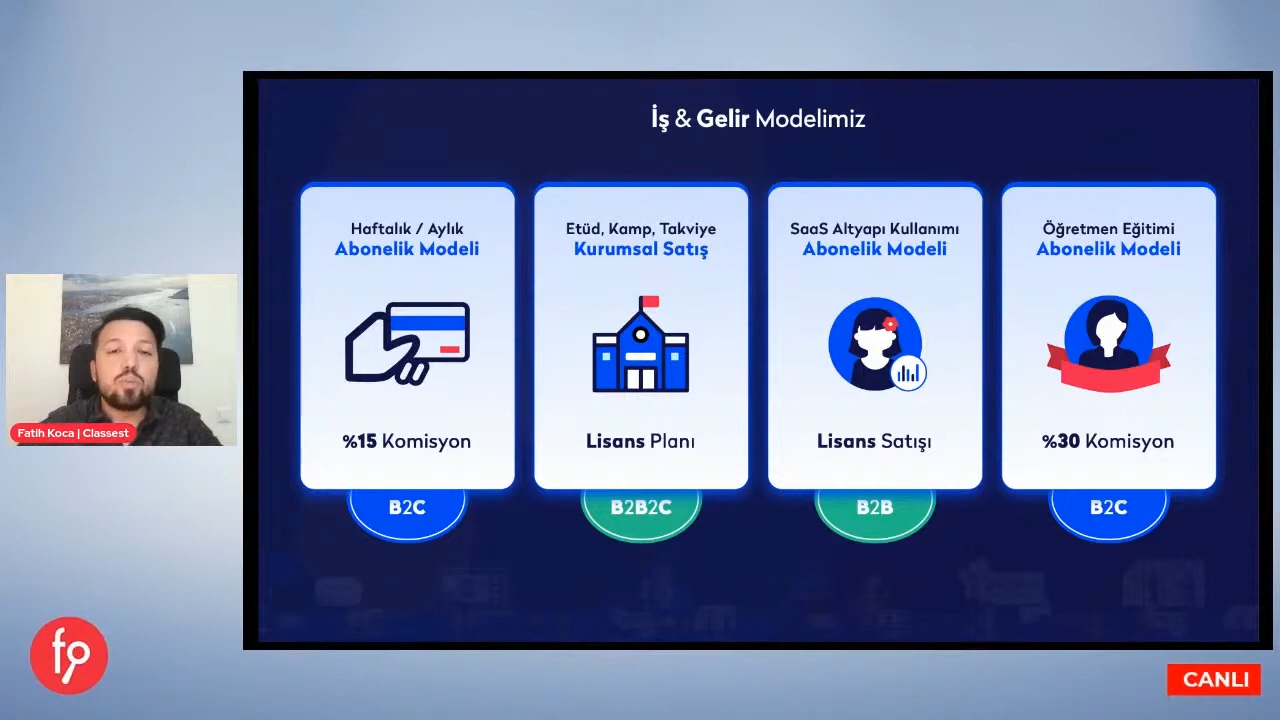 İş & Gelir Modelimiz
Haftalık / Aylık
Abonelik Modeli
%15 Komisyon
B2C
Etüd, Kamp, Takviye
Kurumsal Satış
Lisans Planı
B2B2C
SaaS Altyapı Kullanımı
Abonelik Modeli
Lisans Satışı
B2B
Öğretmen Eğitimi
Abonelik Modeli
%30 Komisyon
B2C
Fatih Koca | Classest
fp
CANLI